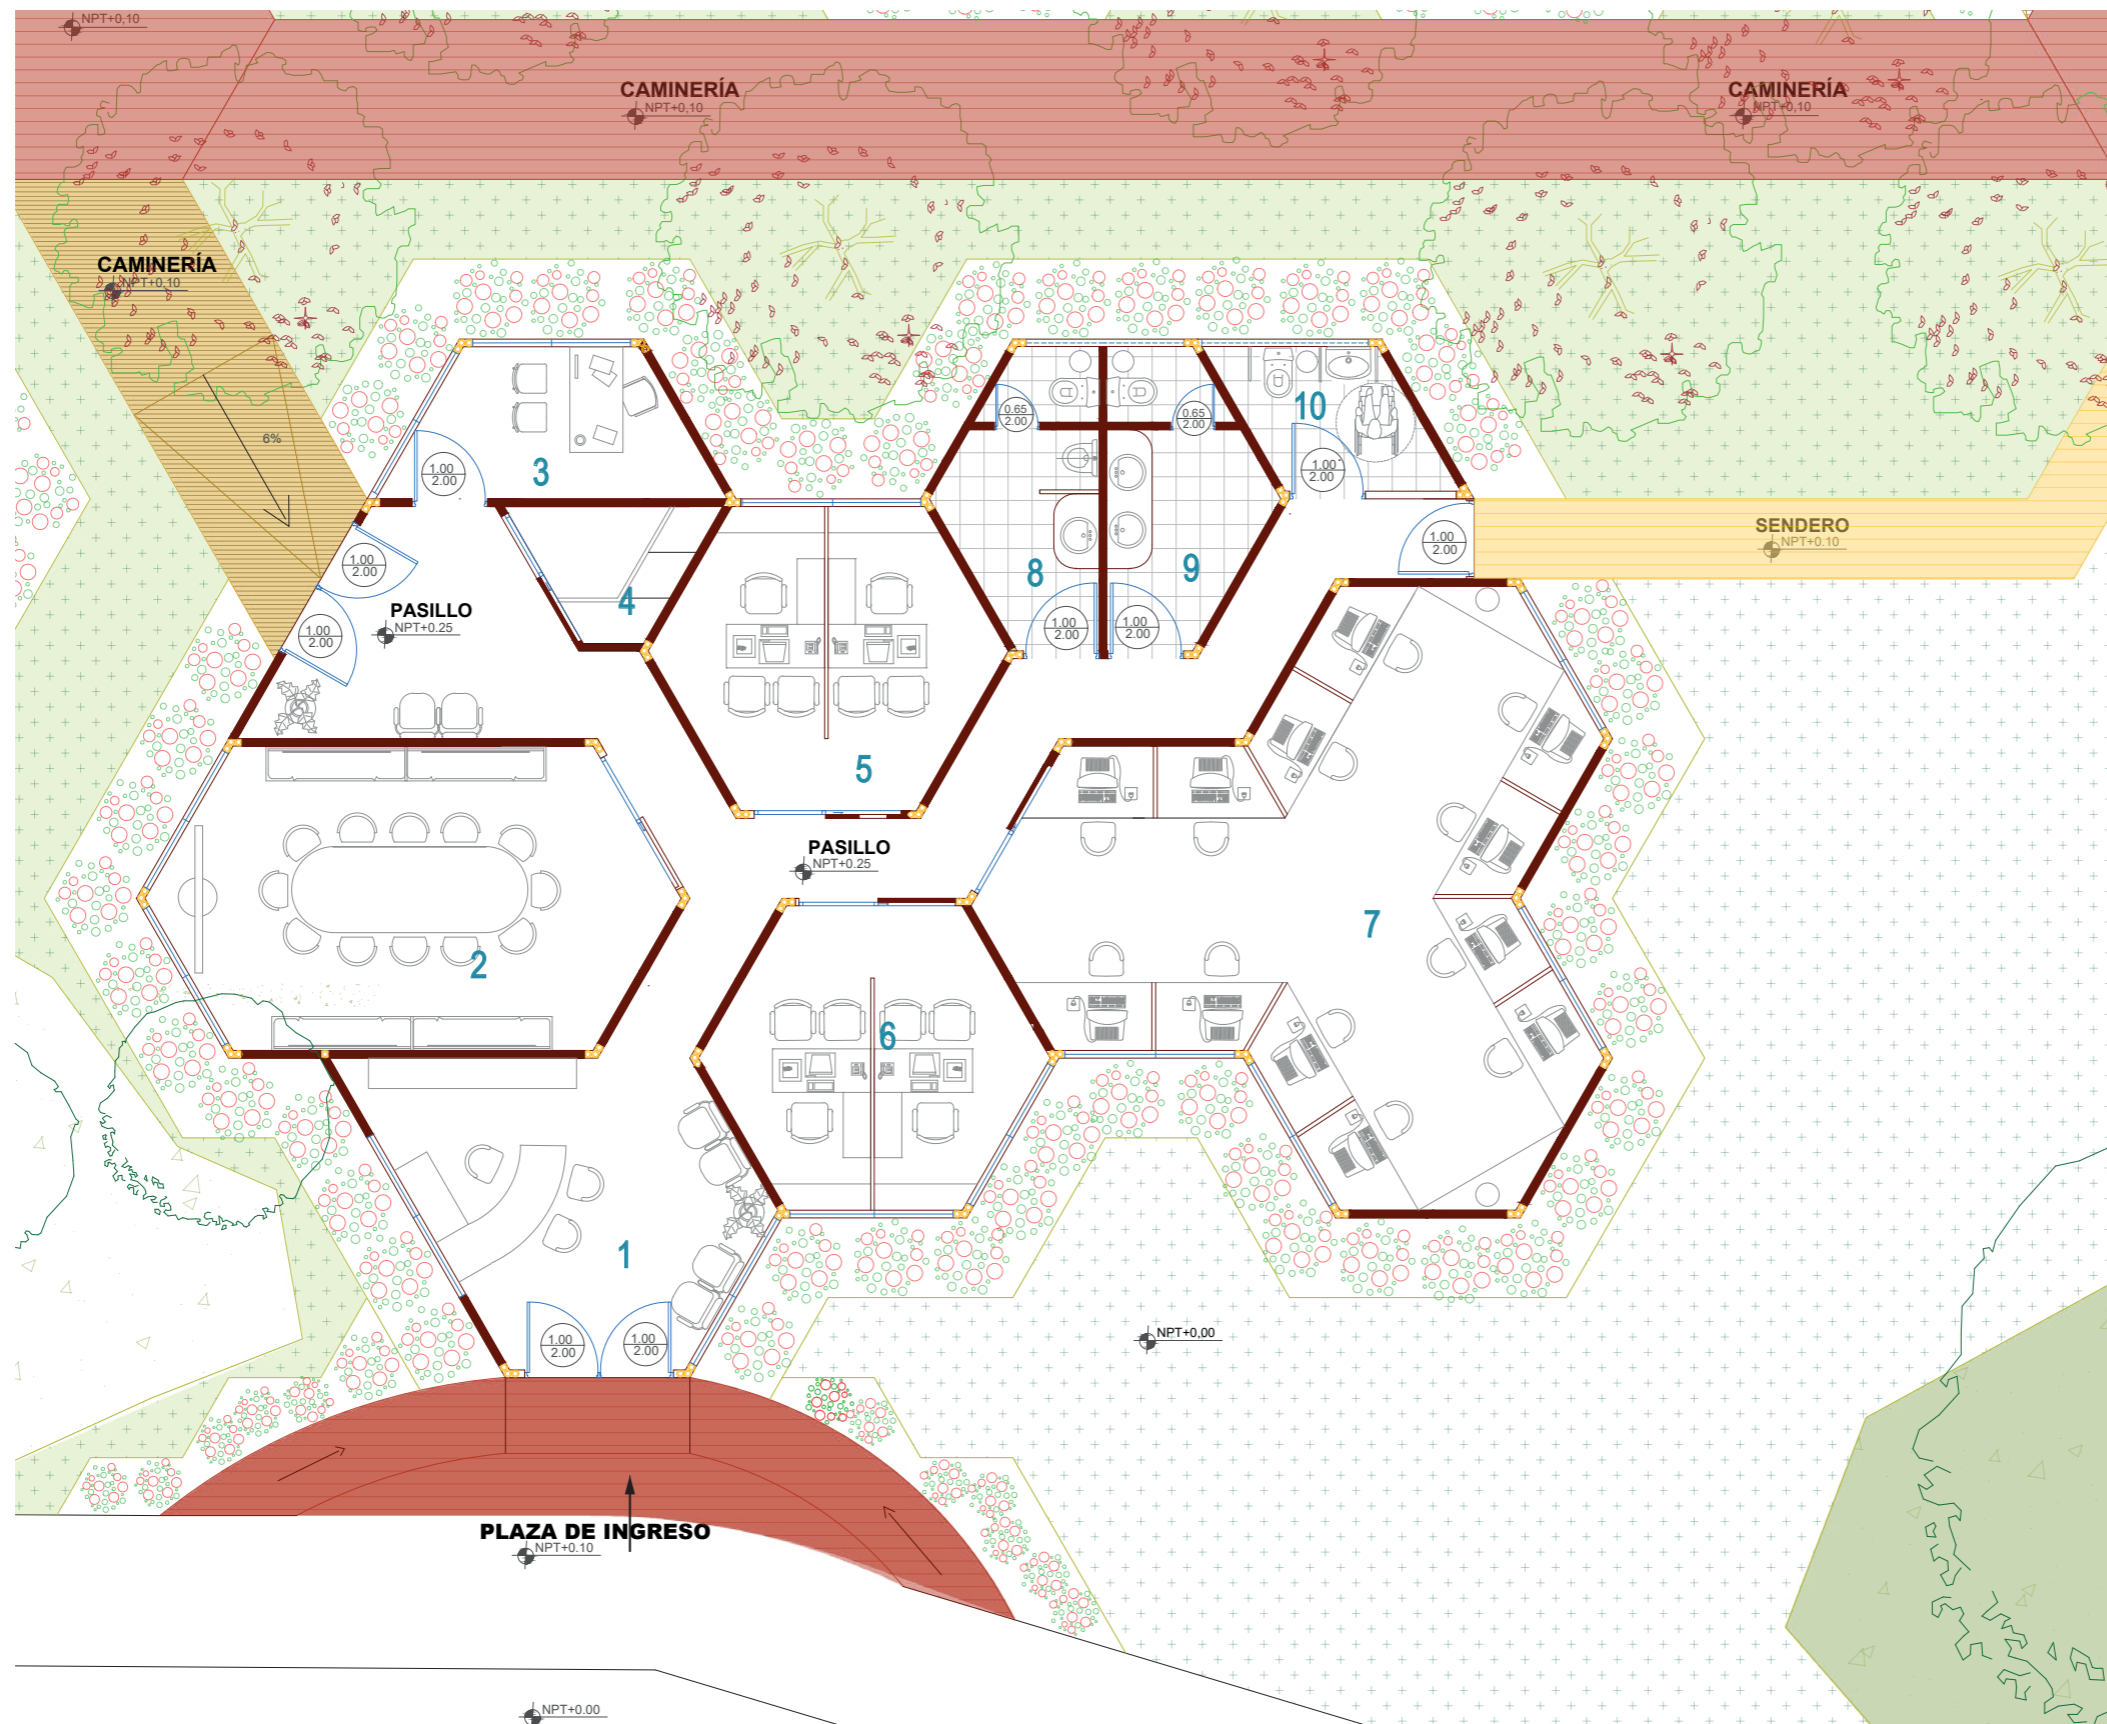 NPT+0,10
CAMINERÍA
NPT+0,10
CAMINERÍA
NPT+0,10
CAMINERÍA
NPT+0,10
6%
3
1.00
2.00
0.65
2.00
0.65
2.00
10
1.00
2.00
SENDERO
NPT+0.10
1.00
2.00
1.00
2.00
4
8
9
PASILLO
NPT+0.25
1.00
2.00
1.00
2.00
1.00
2.00
5
PASILLO
NPT+0.25
7
2
6
1
1.00
2.00
1.00
2.00
NPT+0,00
PLAZA DE INGRESO
NPT+0.10
NPT+0.00